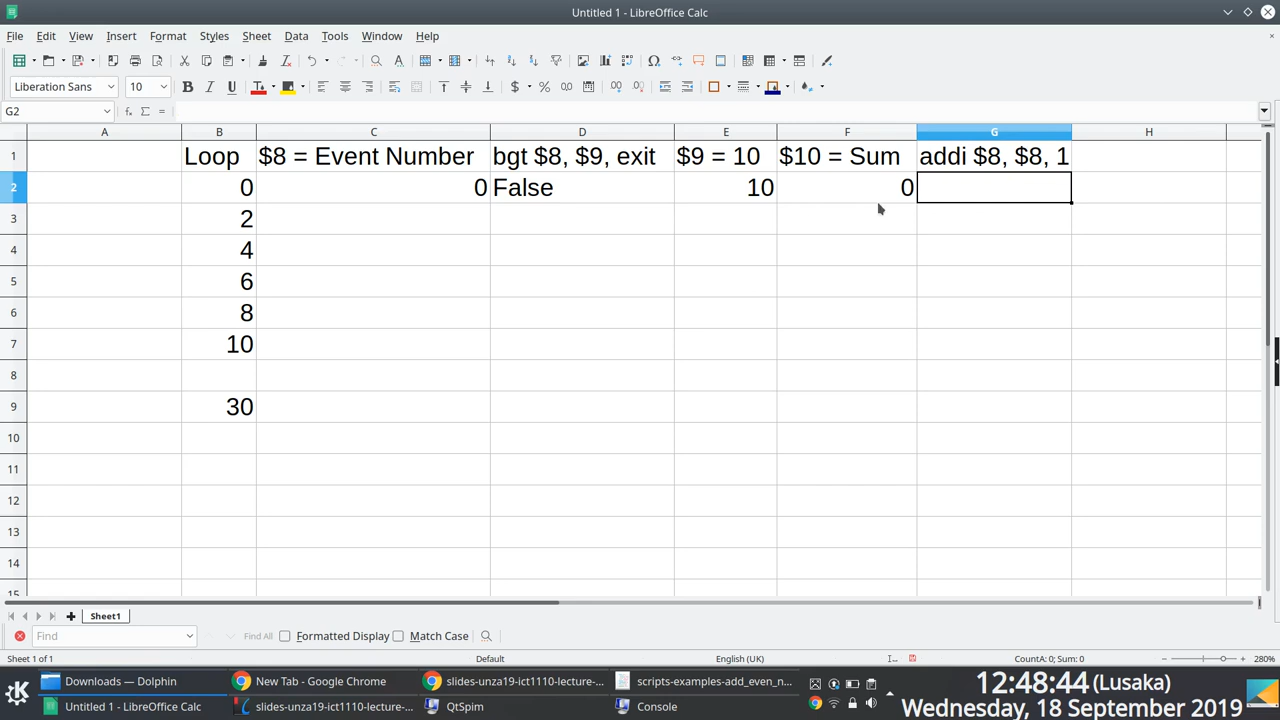 Untitled 1 - LibreOffice Calc
File Edit View Insert Format Styles Sheet Data Tools Window Help
Liberation Sans 10
G2
A B C D E F G H
1 Loop $8 = Event Number bgt $8, $9, exit $9 = 10 $10 = Sum addi $8, $8, 1
2 0 0 False 10 0
3 2
4 4
5 6
6 8
7 10
8
9 30
10
11
12
13
14
15
Sheet1
Find Find All Formatted Display Match Case
Sheet 1 of 1 Default English (UK) CountA: 0; Sum: 0 280%
Downloads — Dolphin New Tab - Google Chrome slides-unza19-ict1110-lecture-... scripts-examples-add_even_n... 12:48:44 (Lusaka)
Untitled 1 - LibreOffice Calc slides-unza19-ict1110-lecture-... QtSpim Console Wednesday, 18 September 2019